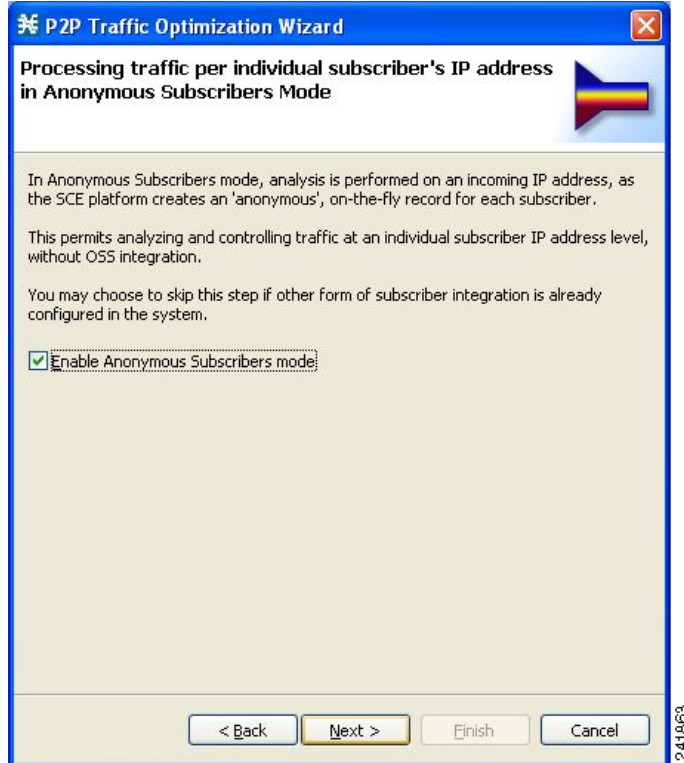 P2P Traffic Optimization Wizard
Processing traffic per individual subscriber's IP address
in Anonymous Subscribers Mode
In Anonymous Subscribers mode, analysis is performed on an incoming IP address, as
the SCE platform creates an 'anonymous', on-the-fly record for each subscriber.
This permits analyzing and controlling traffic at an individual subscriber IP address level,
without OSS integration.
You may choose to skip this step if other form of subscriber integration is already
configured in the system.
Enable Anonymous Subscribers mode
< Back Next > Finish Cancel
241863